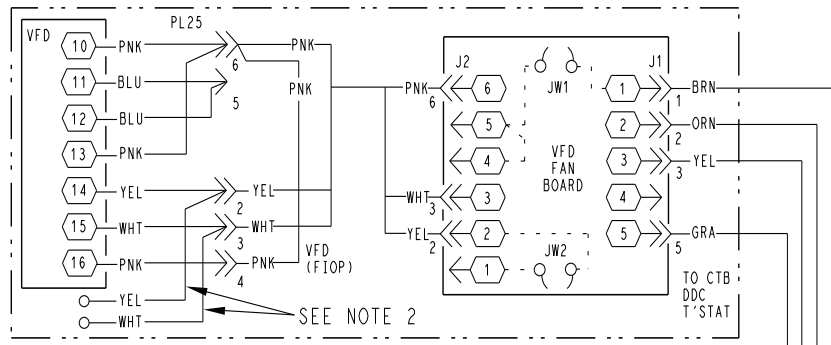 VFD
PL25
10 PNK PNK
6
11 BLU
5
PNK
12 BLU
13 PNK
14 YEL YEL
2
15 WHT WHT
3
16 PNK PNK
4
VFD
(FIOP)
YEL
WHT
SEE NOTE 2
J2
J1
JW1
PNK 6 6
5
4
WHT 3 3
YEL 2 2
1
VFD
FAN
BOARD
JW2
1 1 BRN
2 2 ORN
3 3 YEL
4
5 5 GRA
TO CTB
DDC
T'STAT